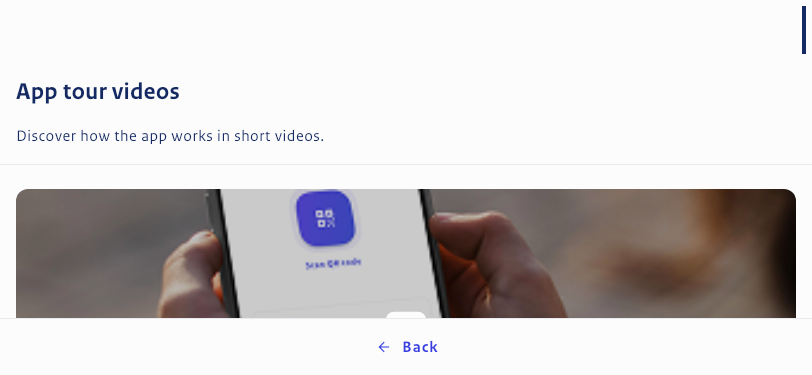 App tour videos
Discover how the app works in short videos.
Scan QR code
Back